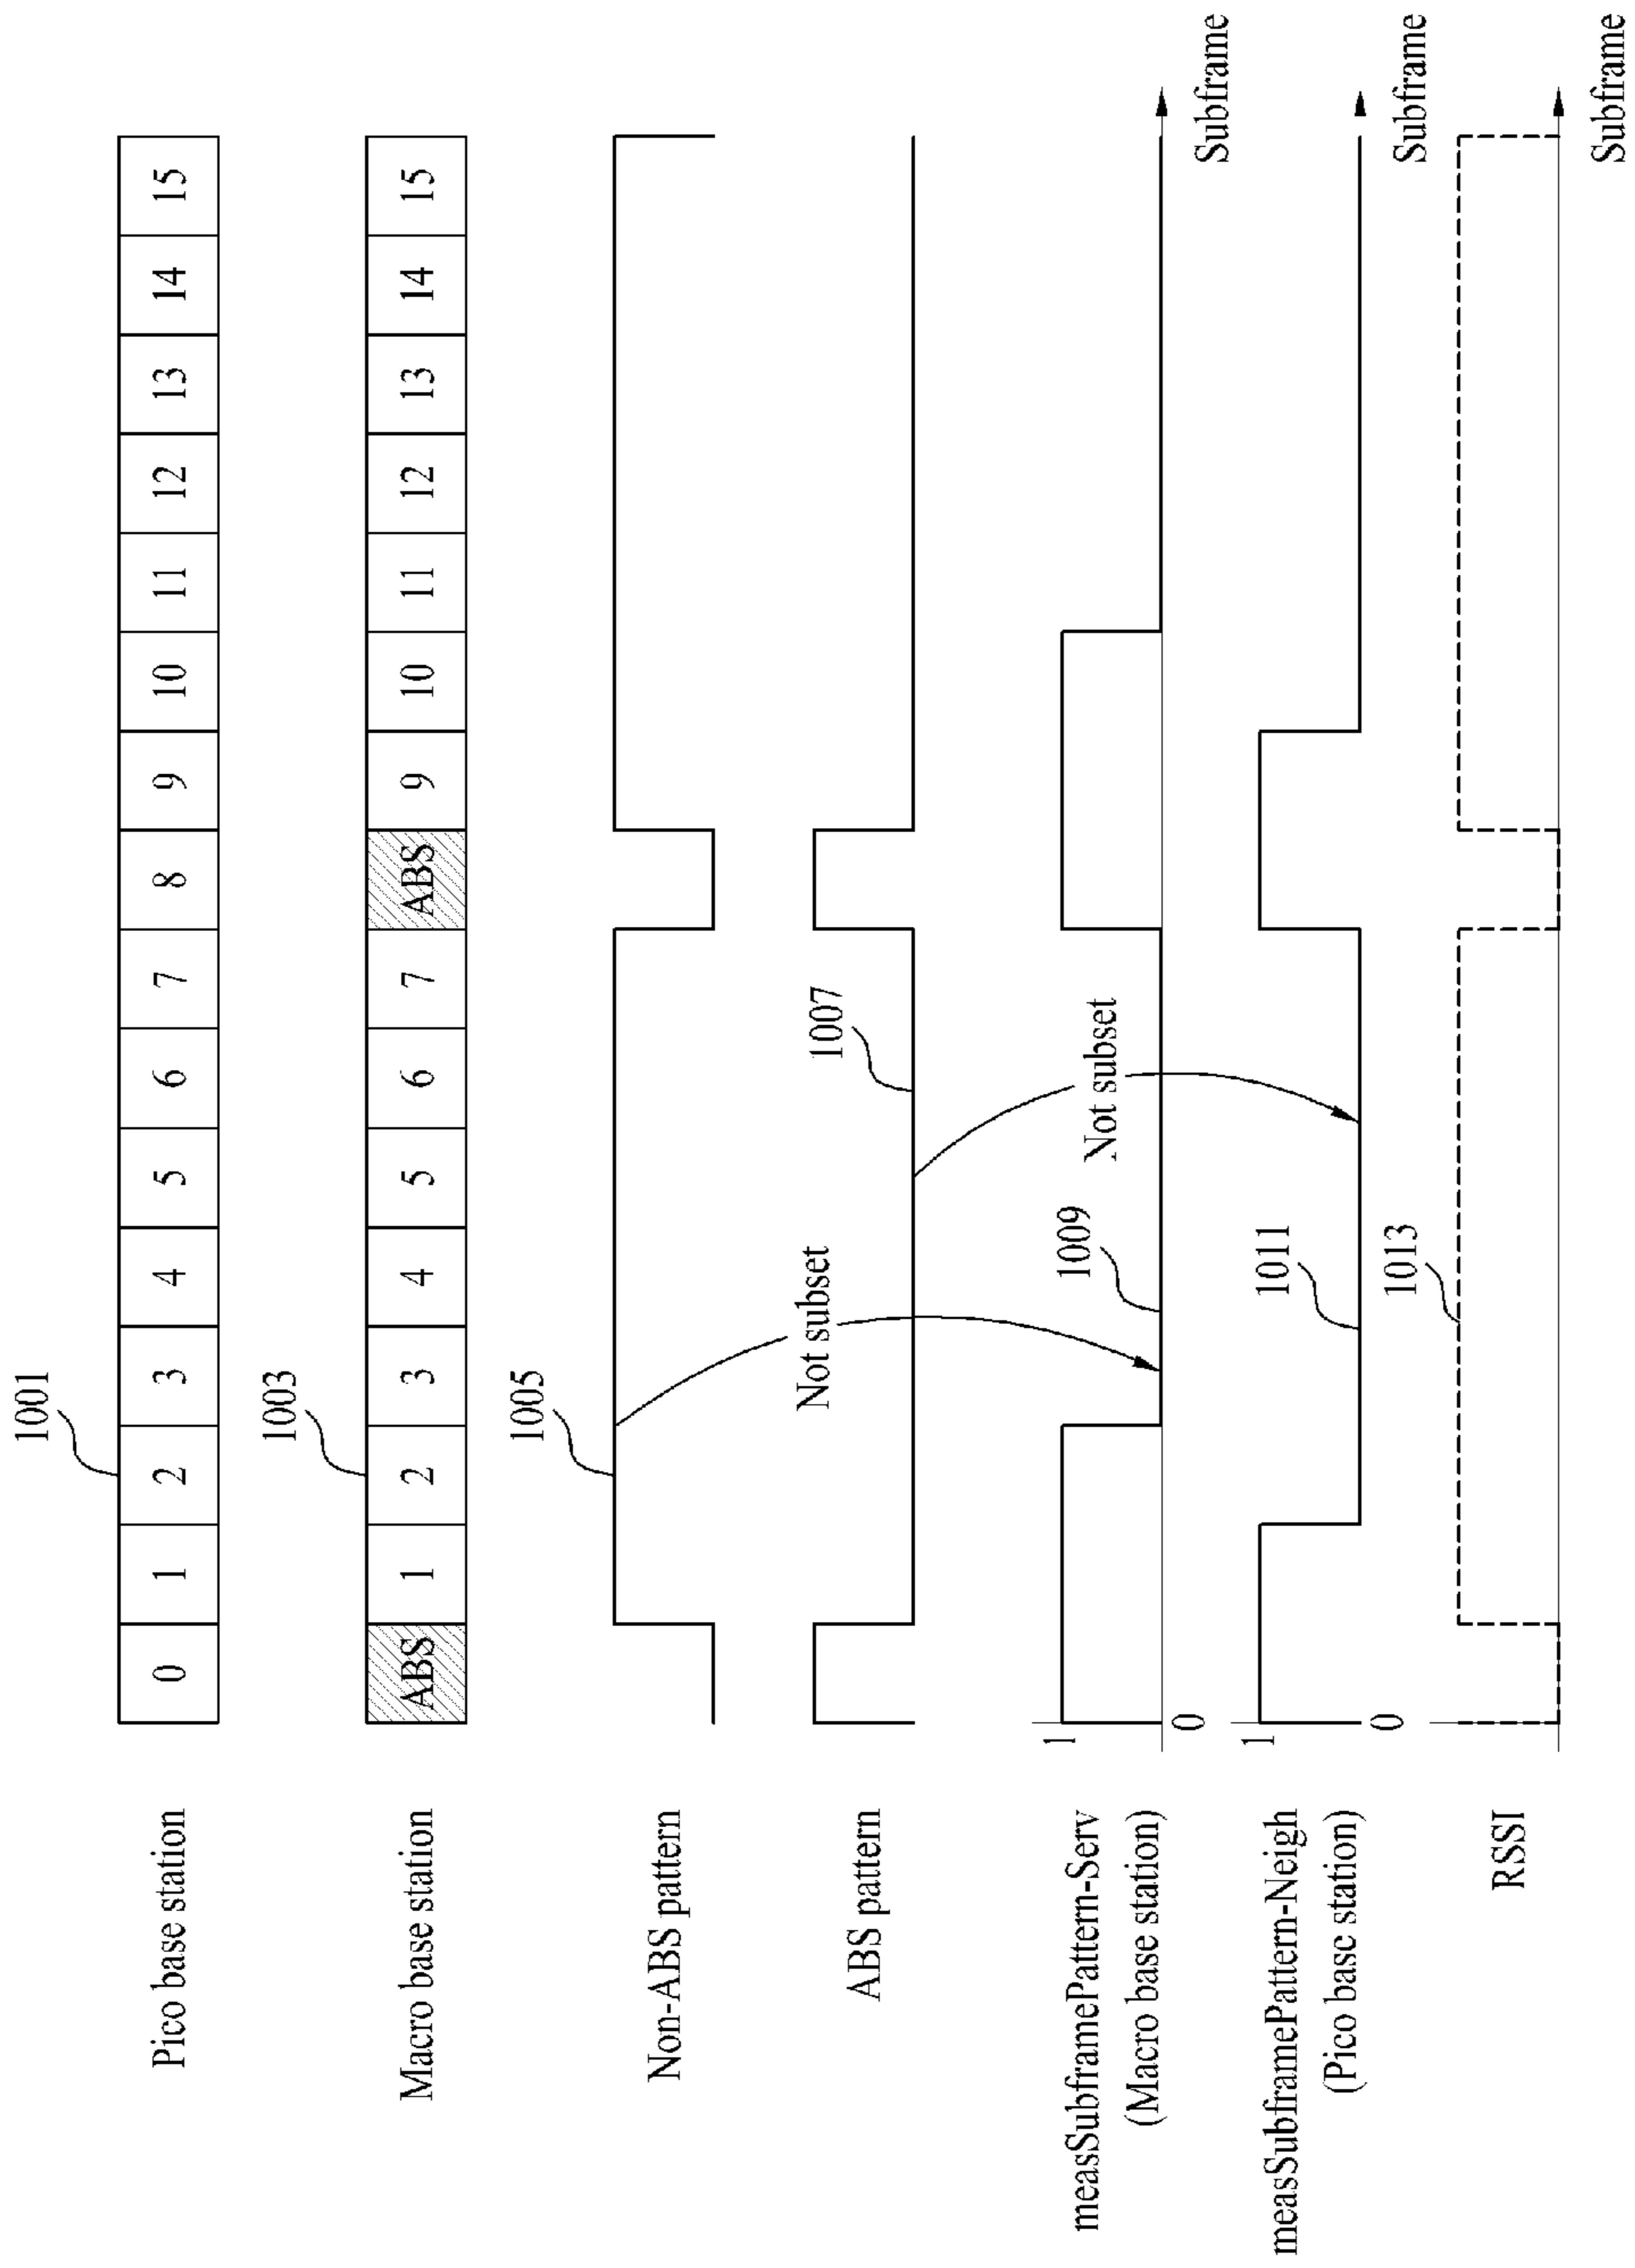 1001
Pico base station
0 1 2 3 4 5 6 7 8 9 10 11 12 13 14 15
1003
Macro base station
ABS 1 2 3 4 5 6 7 ABS 9 10 11 12 13 14 15
1005
Non-ABS pattern
Not subset
1007
ABS pattern
Not subset
1009
1
measSubframePattern-Serv
(Macro base station)
0
Subframe
1011
1
measSubframePattern-Neigh
(Pico base station)
0
Subframe
1013
RSSI
Subframe